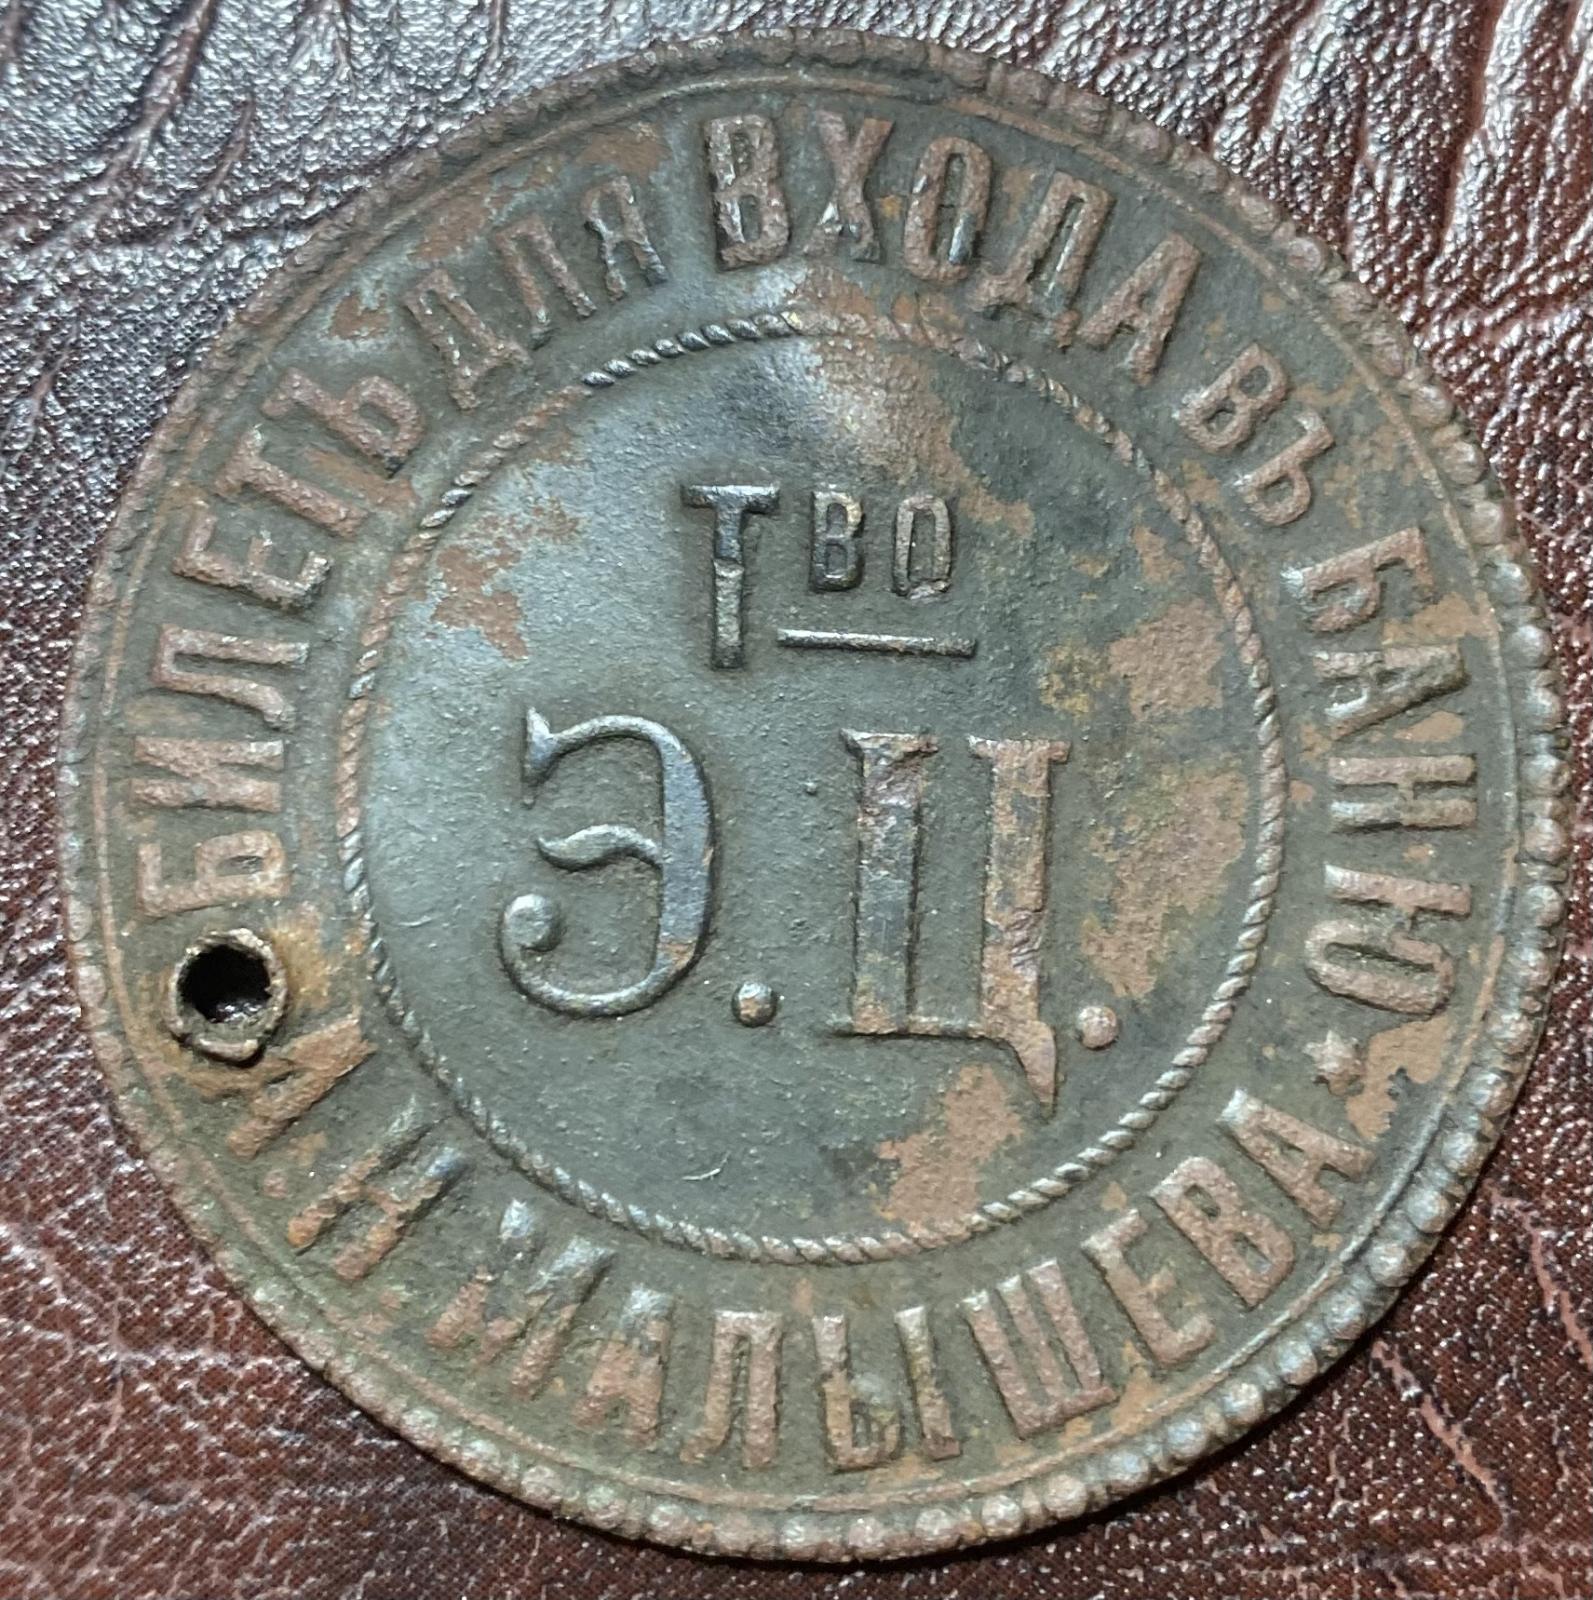 БИЛЕТЪ ДЛЯ ВХОДА ВЪ БАНЮ
Тво
Э. Ц.
Н МАЛЫШЕВА